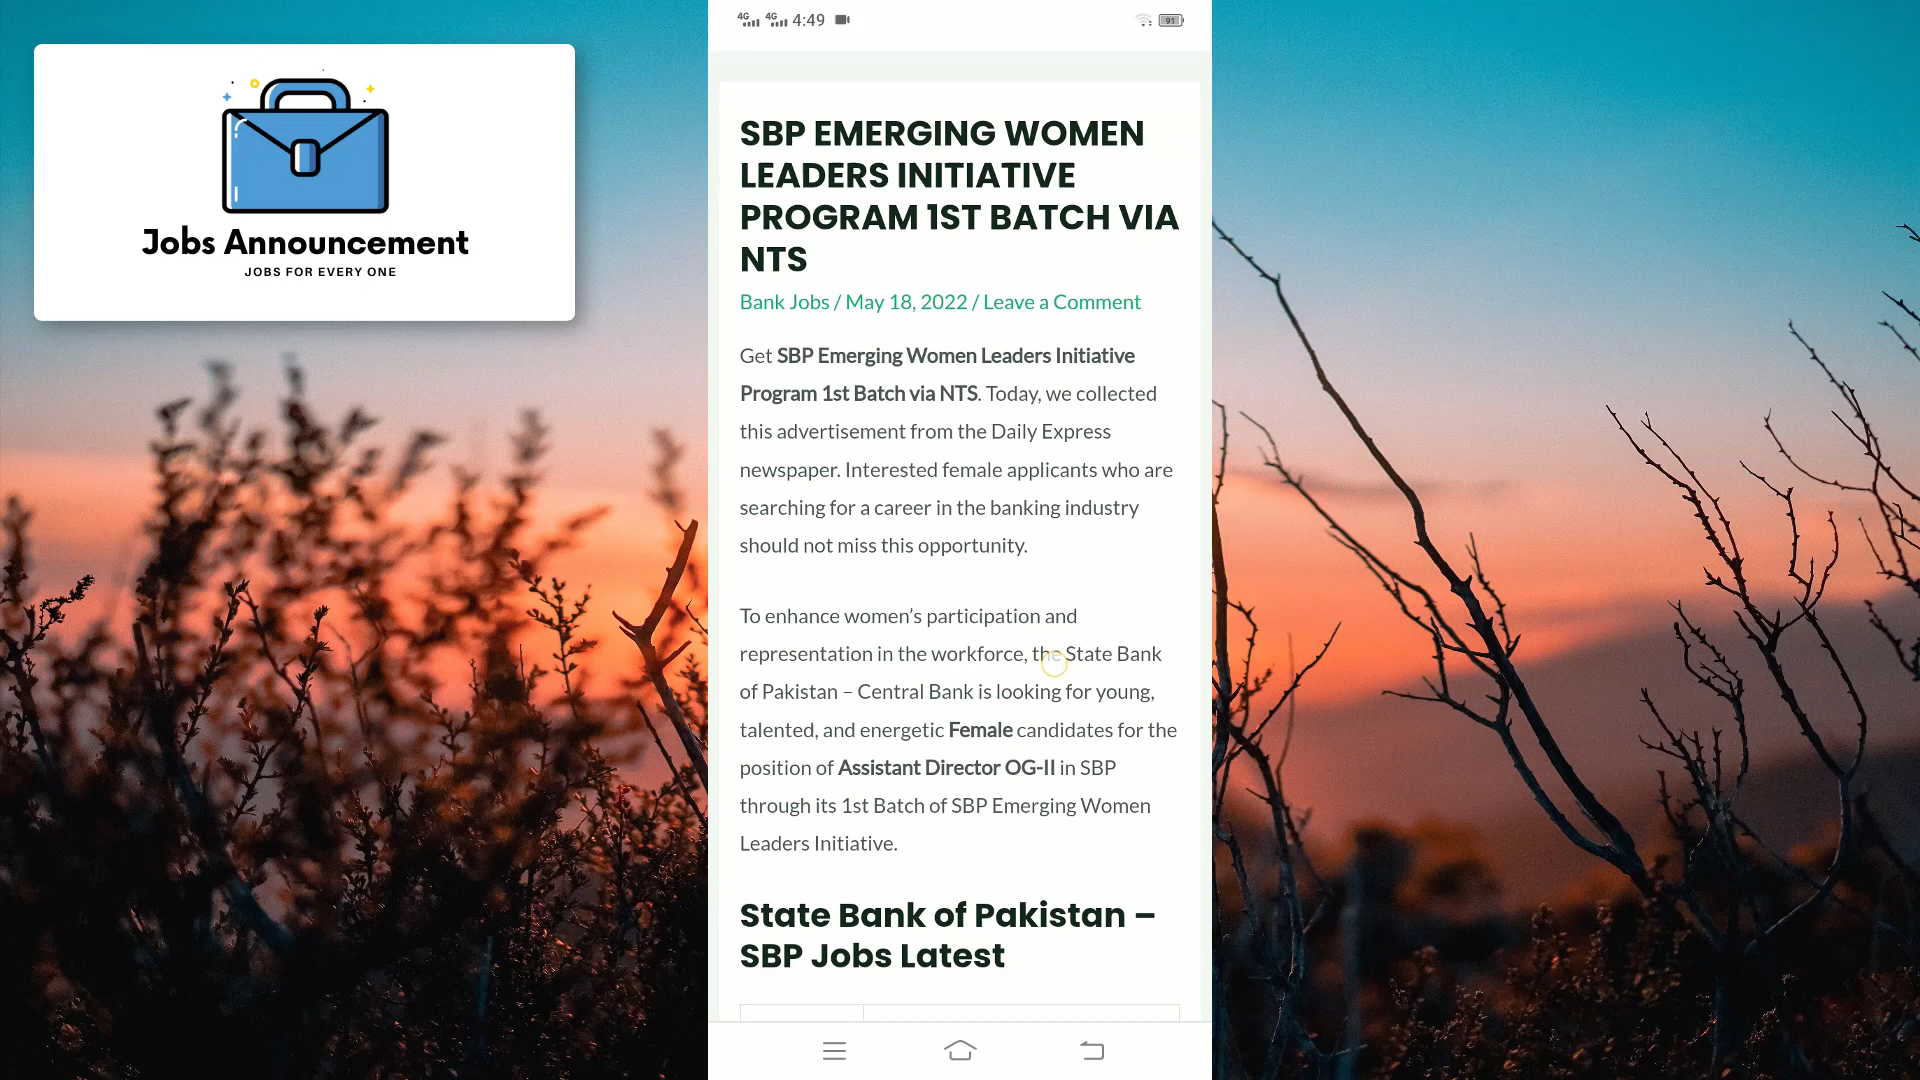 Jobs Announcement
JOBS FOR EVERY ONE
4G 4G 4:49
91
SBP EMERGING WOMEN
LEADERS INITIATIVE
PROGRAM 1ST BATCH VIA
NTS
Bank Jobs / May 18, 2022 / Leave a Comment
Get SBP Emerging Women Leaders Initiative
Program 1st Batch via NTS. Today, we collected
this advertisement from the Daily Express
newspaper. Interested female applicants who are
searching for a career in the banking industry
should not miss this opportunity.
To enhance women’s participation and
representation in the workforce, the State Bank
of Pakistan – Central Bank is looking for young,
talented, and energetic Female candidates for the
position of Assistant Director OG-II in SBP
through its 1st Batch of SBP Emerging Women
Leaders Initiative.
State Bank of Pakistan –
SBP Jobs Latest